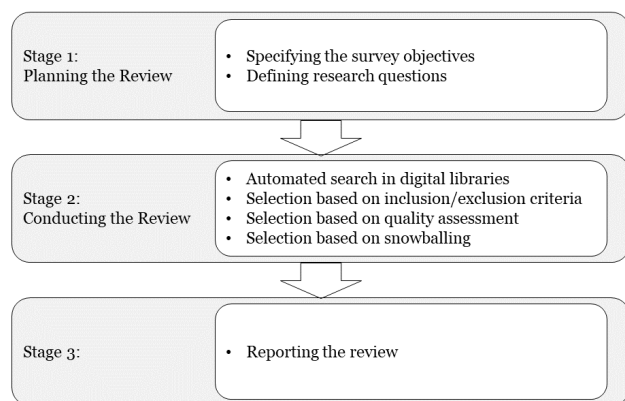 Stage 1:
Planning the Review
• Specifying the survey objectives
• Defining research questions
Stage 2:
Conducting the Review
• Automated search in digital libraries
• Selection based on inclusion/exclusion criteria
• Selection based on quality assessment
• Selection based on snowballing
Stage 3:
• Reporting the review